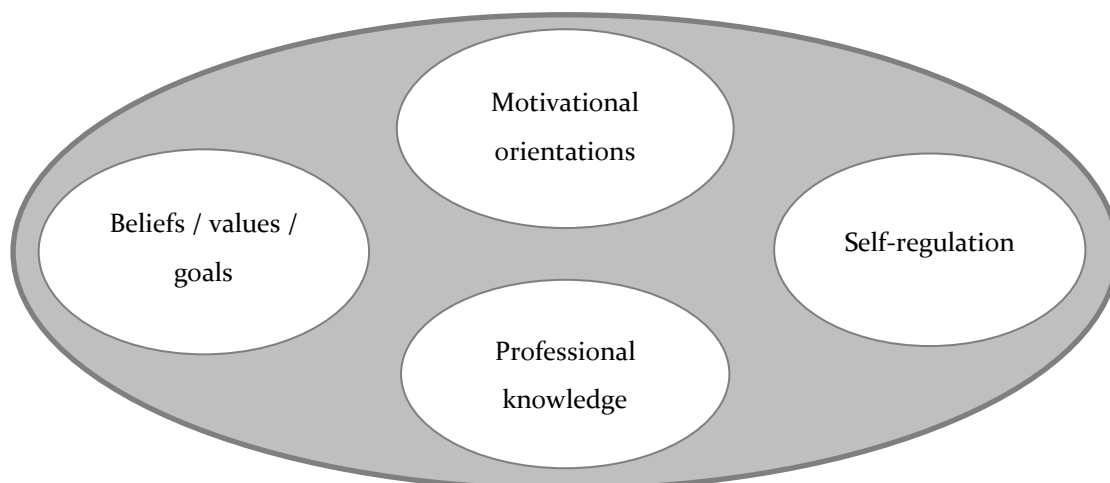 Motivational
orientations
Beliefs / values /
goals
Self-regulation
Professional
knowledge